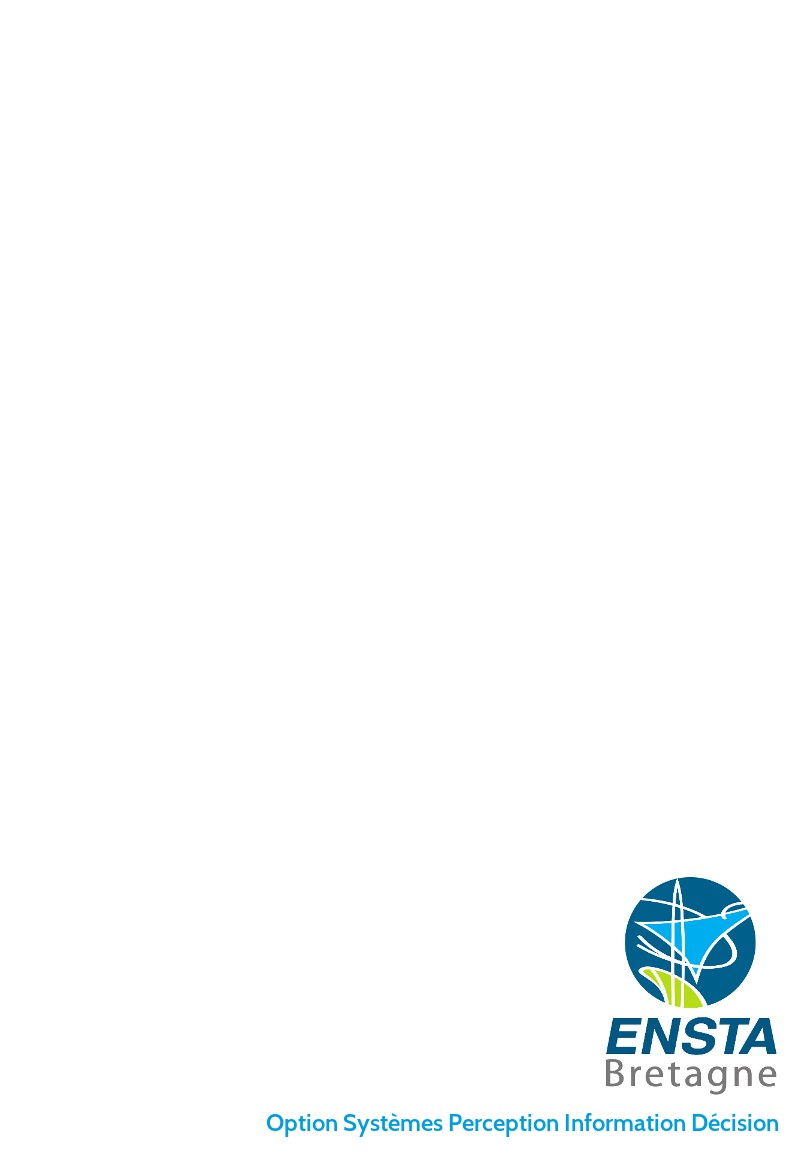 ENSTA
Bretagne
Option Systèmes Perception Information Décision